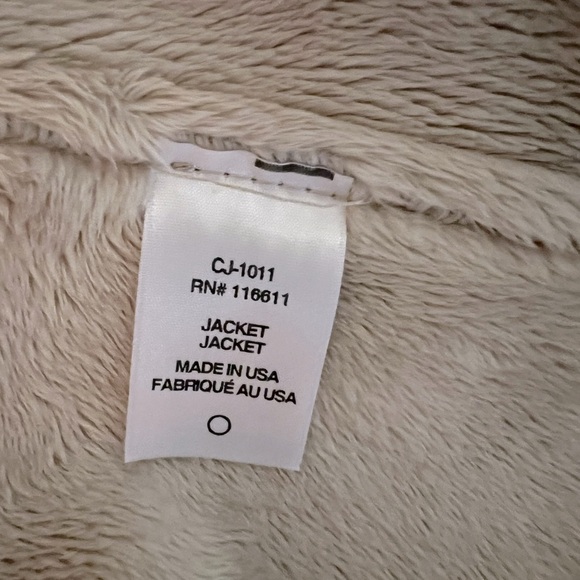 CJ-1011
RN# 116611
JACKET
JACKET
MADE IN USA
FABRIQUÉ AU USA